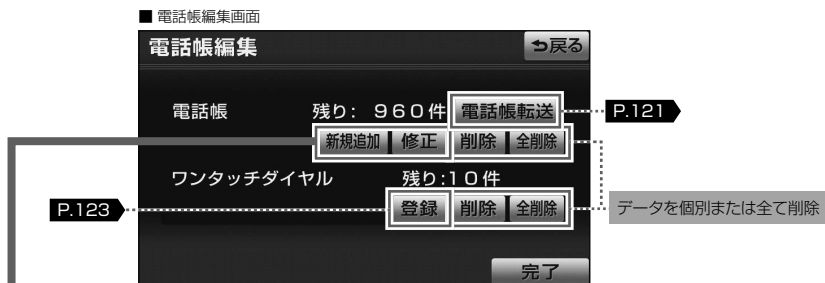 ■ 電話帳編集画面
電話帳編集 戻る
電話帳 残り: 960件 電話帳転送 P.121
新規追加 修正 削除 全削除
ワンタッチダイヤル 残り:10件
P.123 登録 削除 全削除 データを個別または全て削除
完了